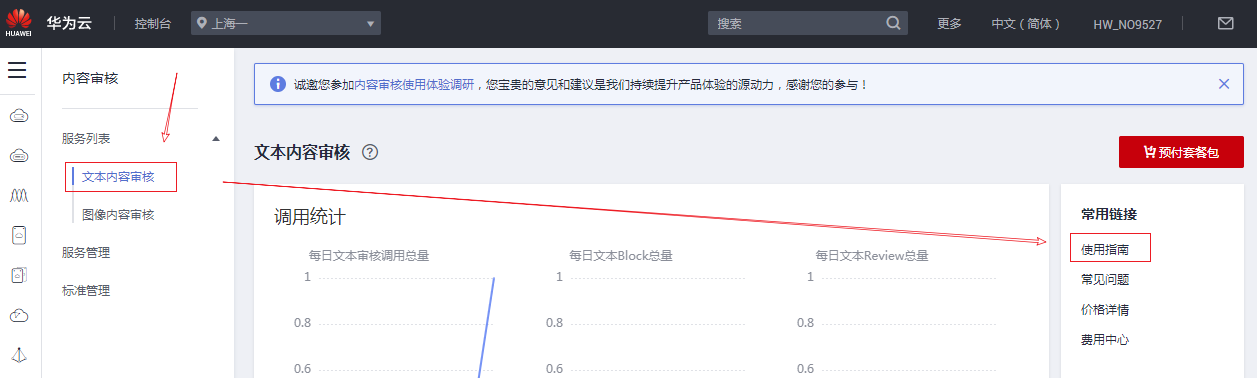 HUAWEI
华为云
控制台
上海一
搜索
更多
中文（简体）
HW_NO9527
内容审核
服务列表
文本内容审核
图像内容审核
服务管理
标准管理
诚邀您参加内容审核使用体验调研，您宝贵的意见和建议是我们持续提升产品体验的源动力，感谢您的参与！
文本内容审核
预付套餐包
调用统计
每日文本审核调用总量
1
0.8
0.6
每日文本Block总量
1
0.8
0.6
每日文本Review总量
1
0.8
0.6
常用链接
使用指南
常见问题
价格详情
费用中心